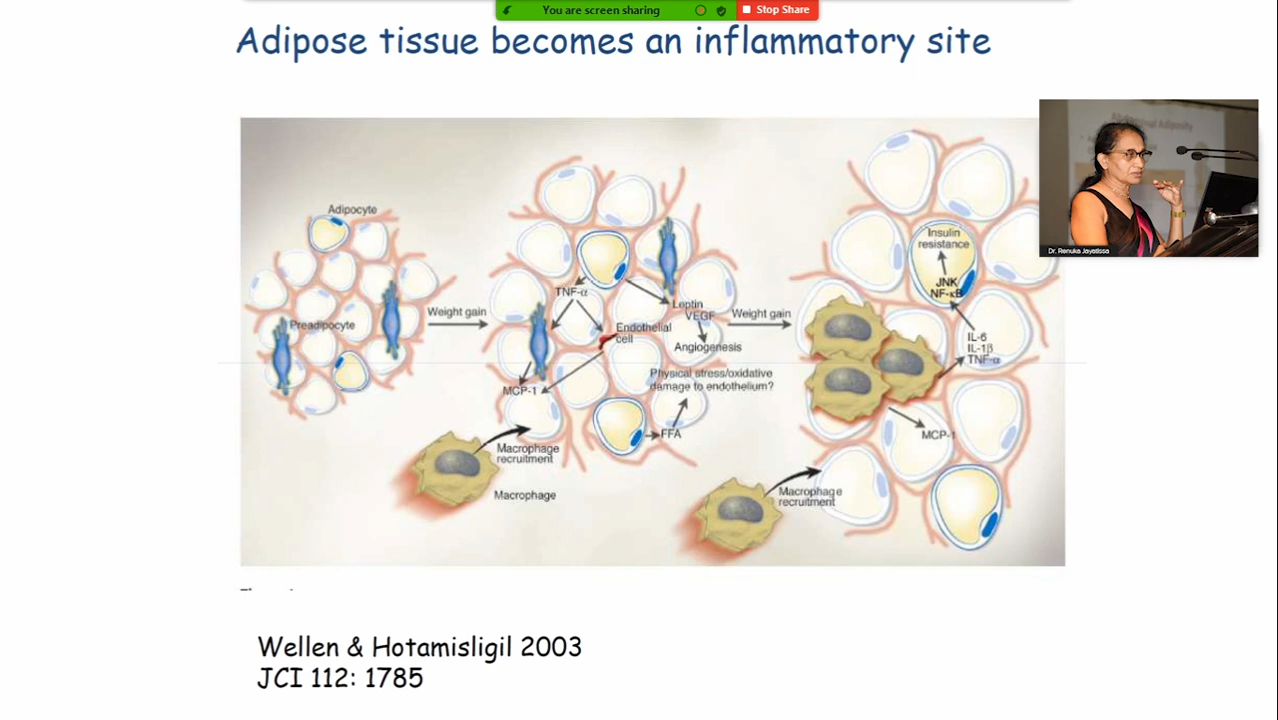 You are screen sharing
Stop Share
Adipose tissue becomes an inflammatory site
Adipocyte
Preadipocyte
Weight gain
TNF-α
Leptin
VEGF
Endothelial
cell
Angiogenesis
Physical stress/oxidative
damage to endothelium?
MCP-1
FFA
Macrophage
recruitment
Macrophage
Weight gain
Insulin
resistance
JNK
NF-κB
IL-6
IL-1β
TNF-α
MCP-1
Macrophage
recruitment
Abdominal Adiposity
Dr. Renuka Jayatissa
Wellen & Hotamisligil 2003
JCI 112: 1785